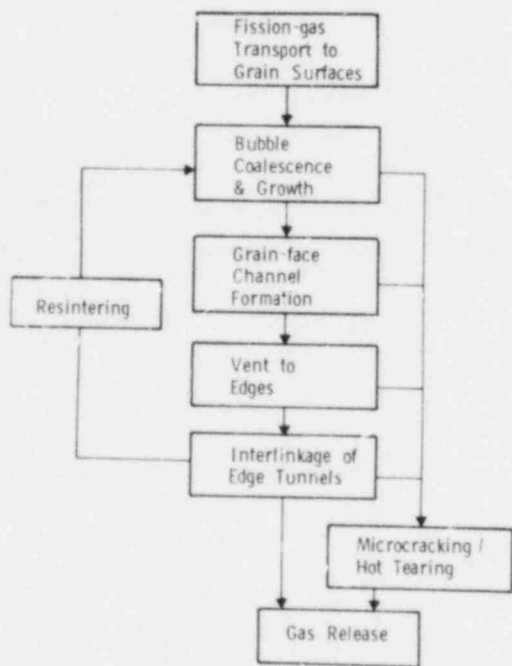 Fission-gas
Transport to
Grain Surfaces
Bubble
Coalescence
& Growth
Grain-face
Channel
Formation
Resintering
Vent to
Edges
Interlinkage of
Edge Tunnels
Microcracking /
Hot Tearing
Gas Release